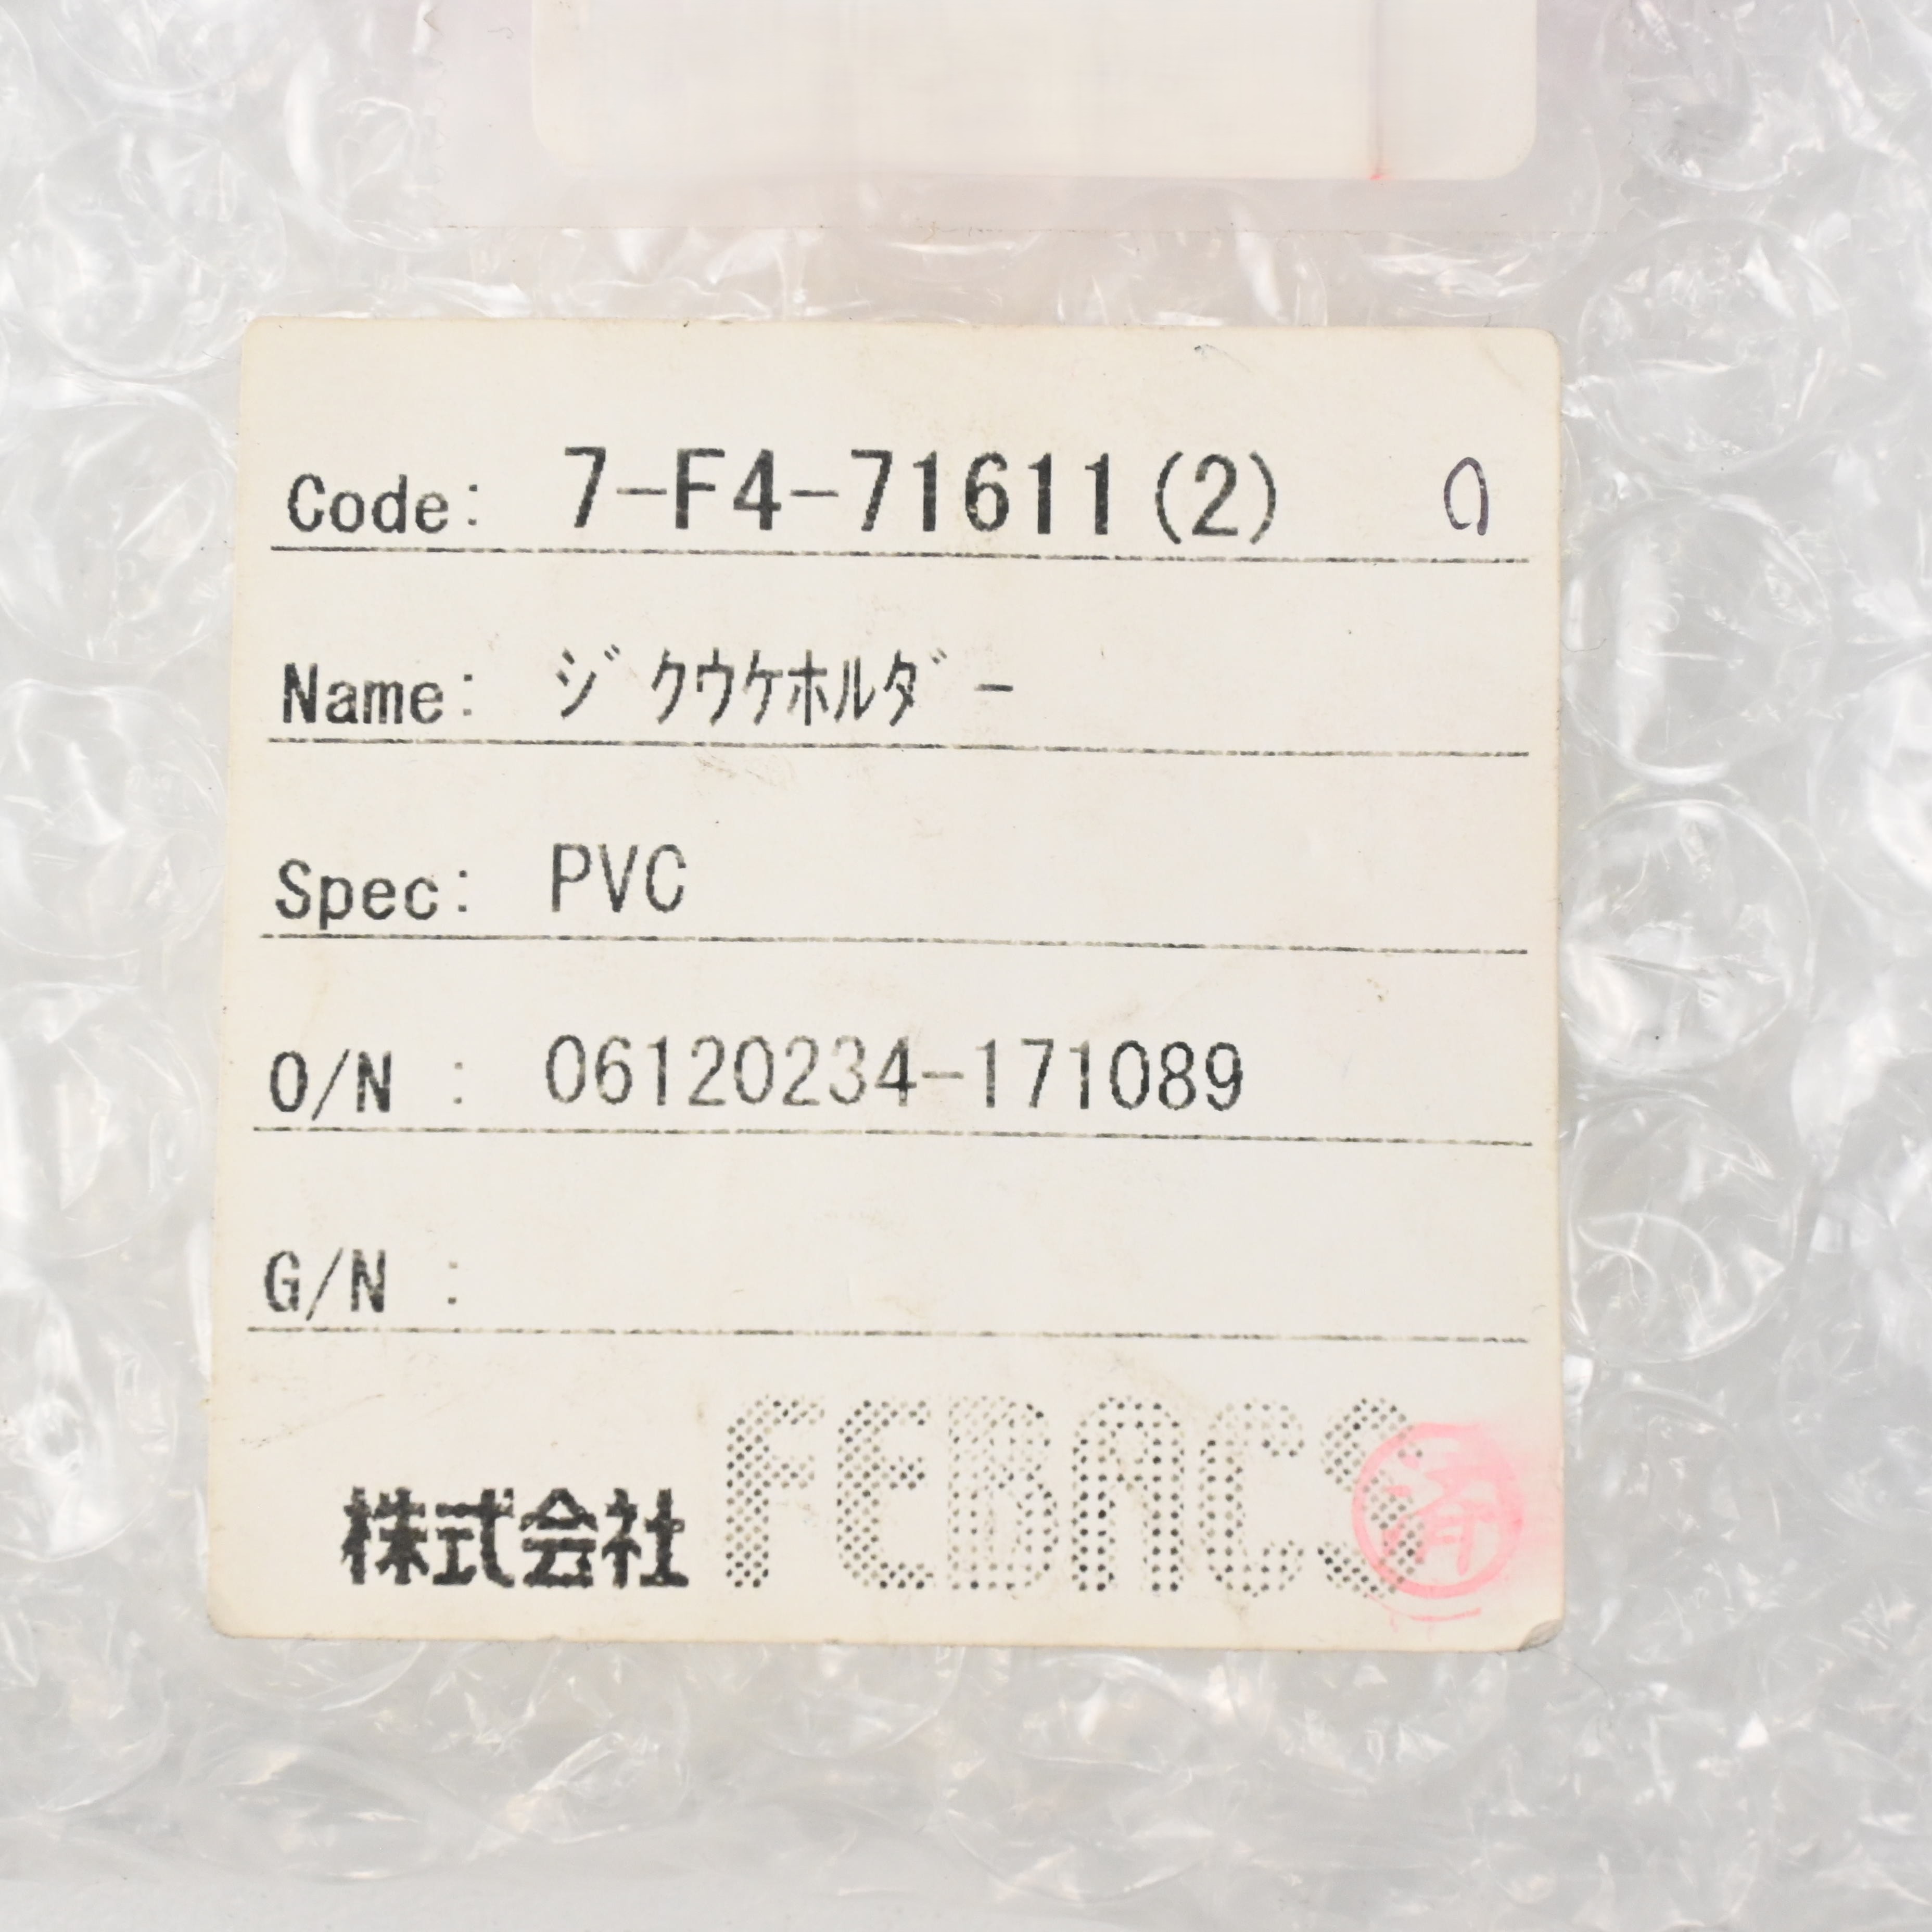 Code: 7-F4-71611(2)
Name: ｼﾞｸｳｹﾎﾙﾀﾞｰ
Spec: PVC
O/N : 06120234-171089
G/N :
株式会社 FEBACS
済